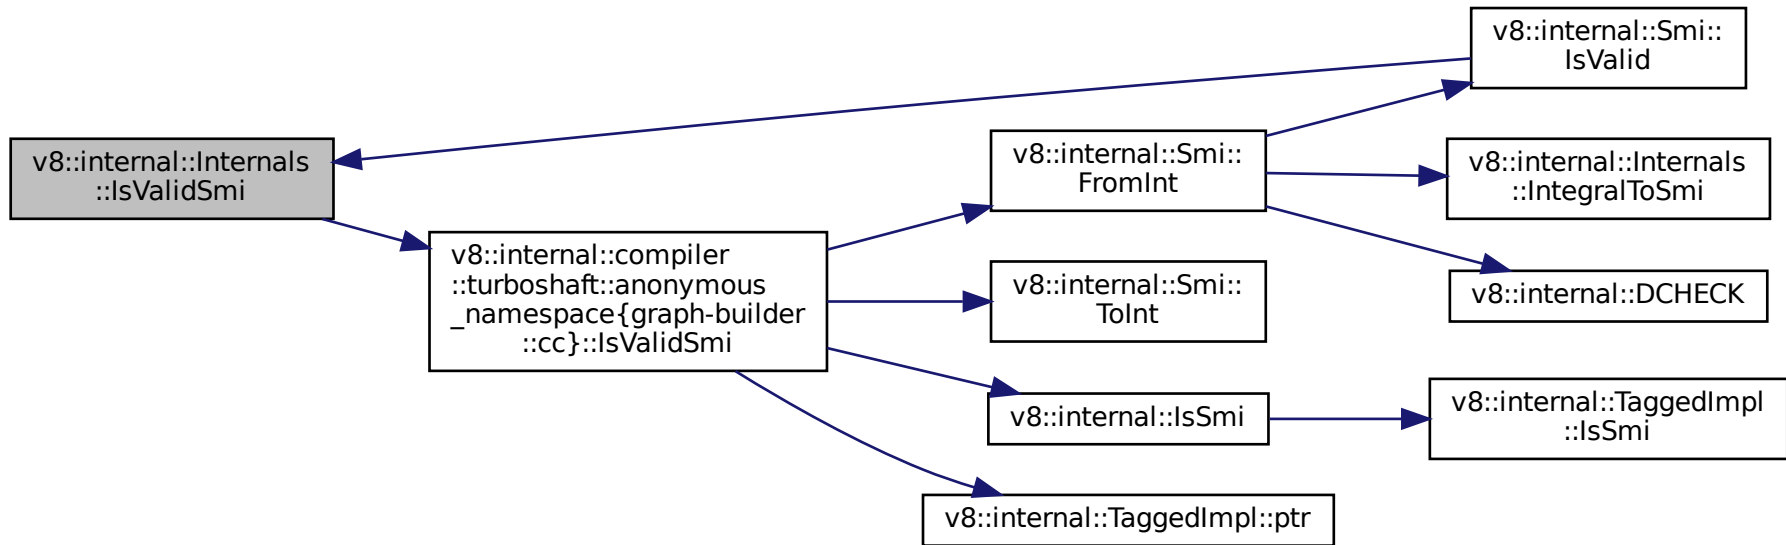 v8::internal::Internals
::IsValidSmi
v8::internal::compiler
::turboshaft::anonymous
_namespace{graph-builder
::cc}::IsValidSmi
v8::internal::Smi::
FromInt
v8::internal::Smi::
IsValid
v8::internal::Internals
::IntegralToSmi
v8::internal::DCHECK
v8::internal::Smi::
ToInt
v8::internal::IsSmi
v8::internal::TaggedImpl
::IsSmi
v8::internal::TaggedImpl::ptr